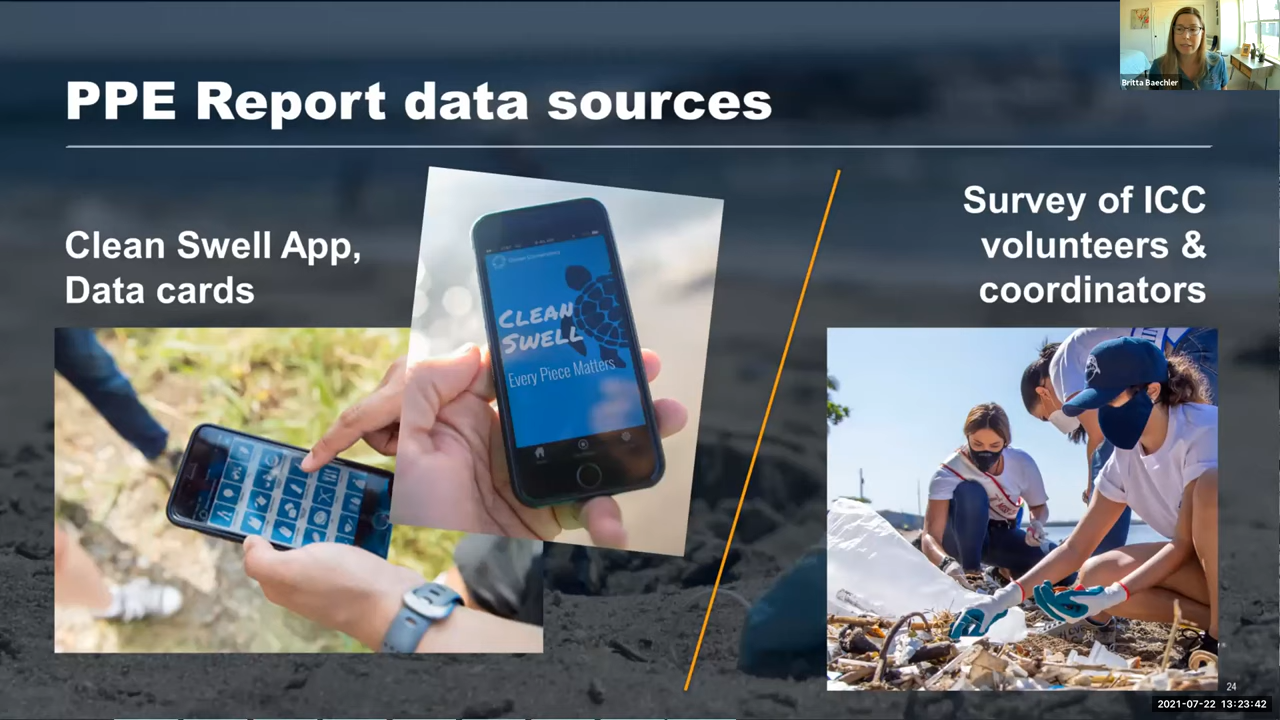 Britta Baechler
PPE Report data sources
Clean Swell App,
Data cards
CLEAN
SWELL
Every Piece Matters
Survey of ICC
volunteers &
coordinators
24
2021-07-22 13:23:42